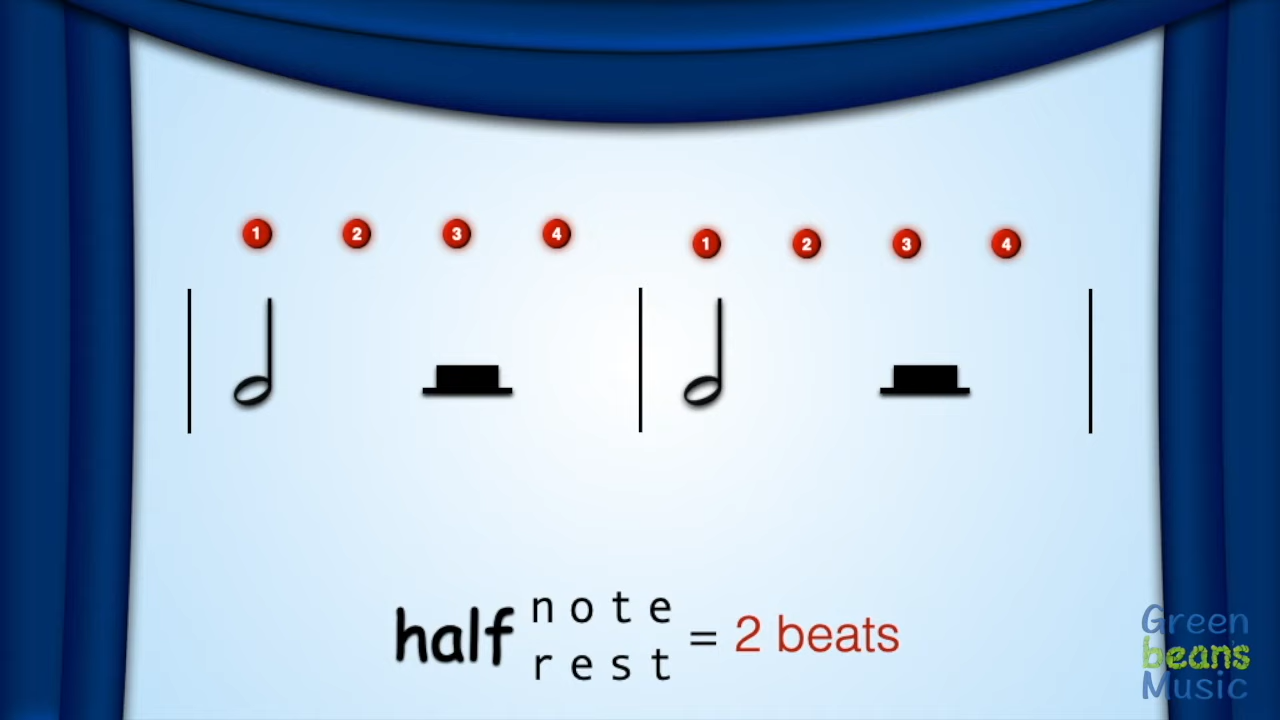 1 2 3 4 1 2 3 4
note
half = 2 beats
rest
Green
beans
Music